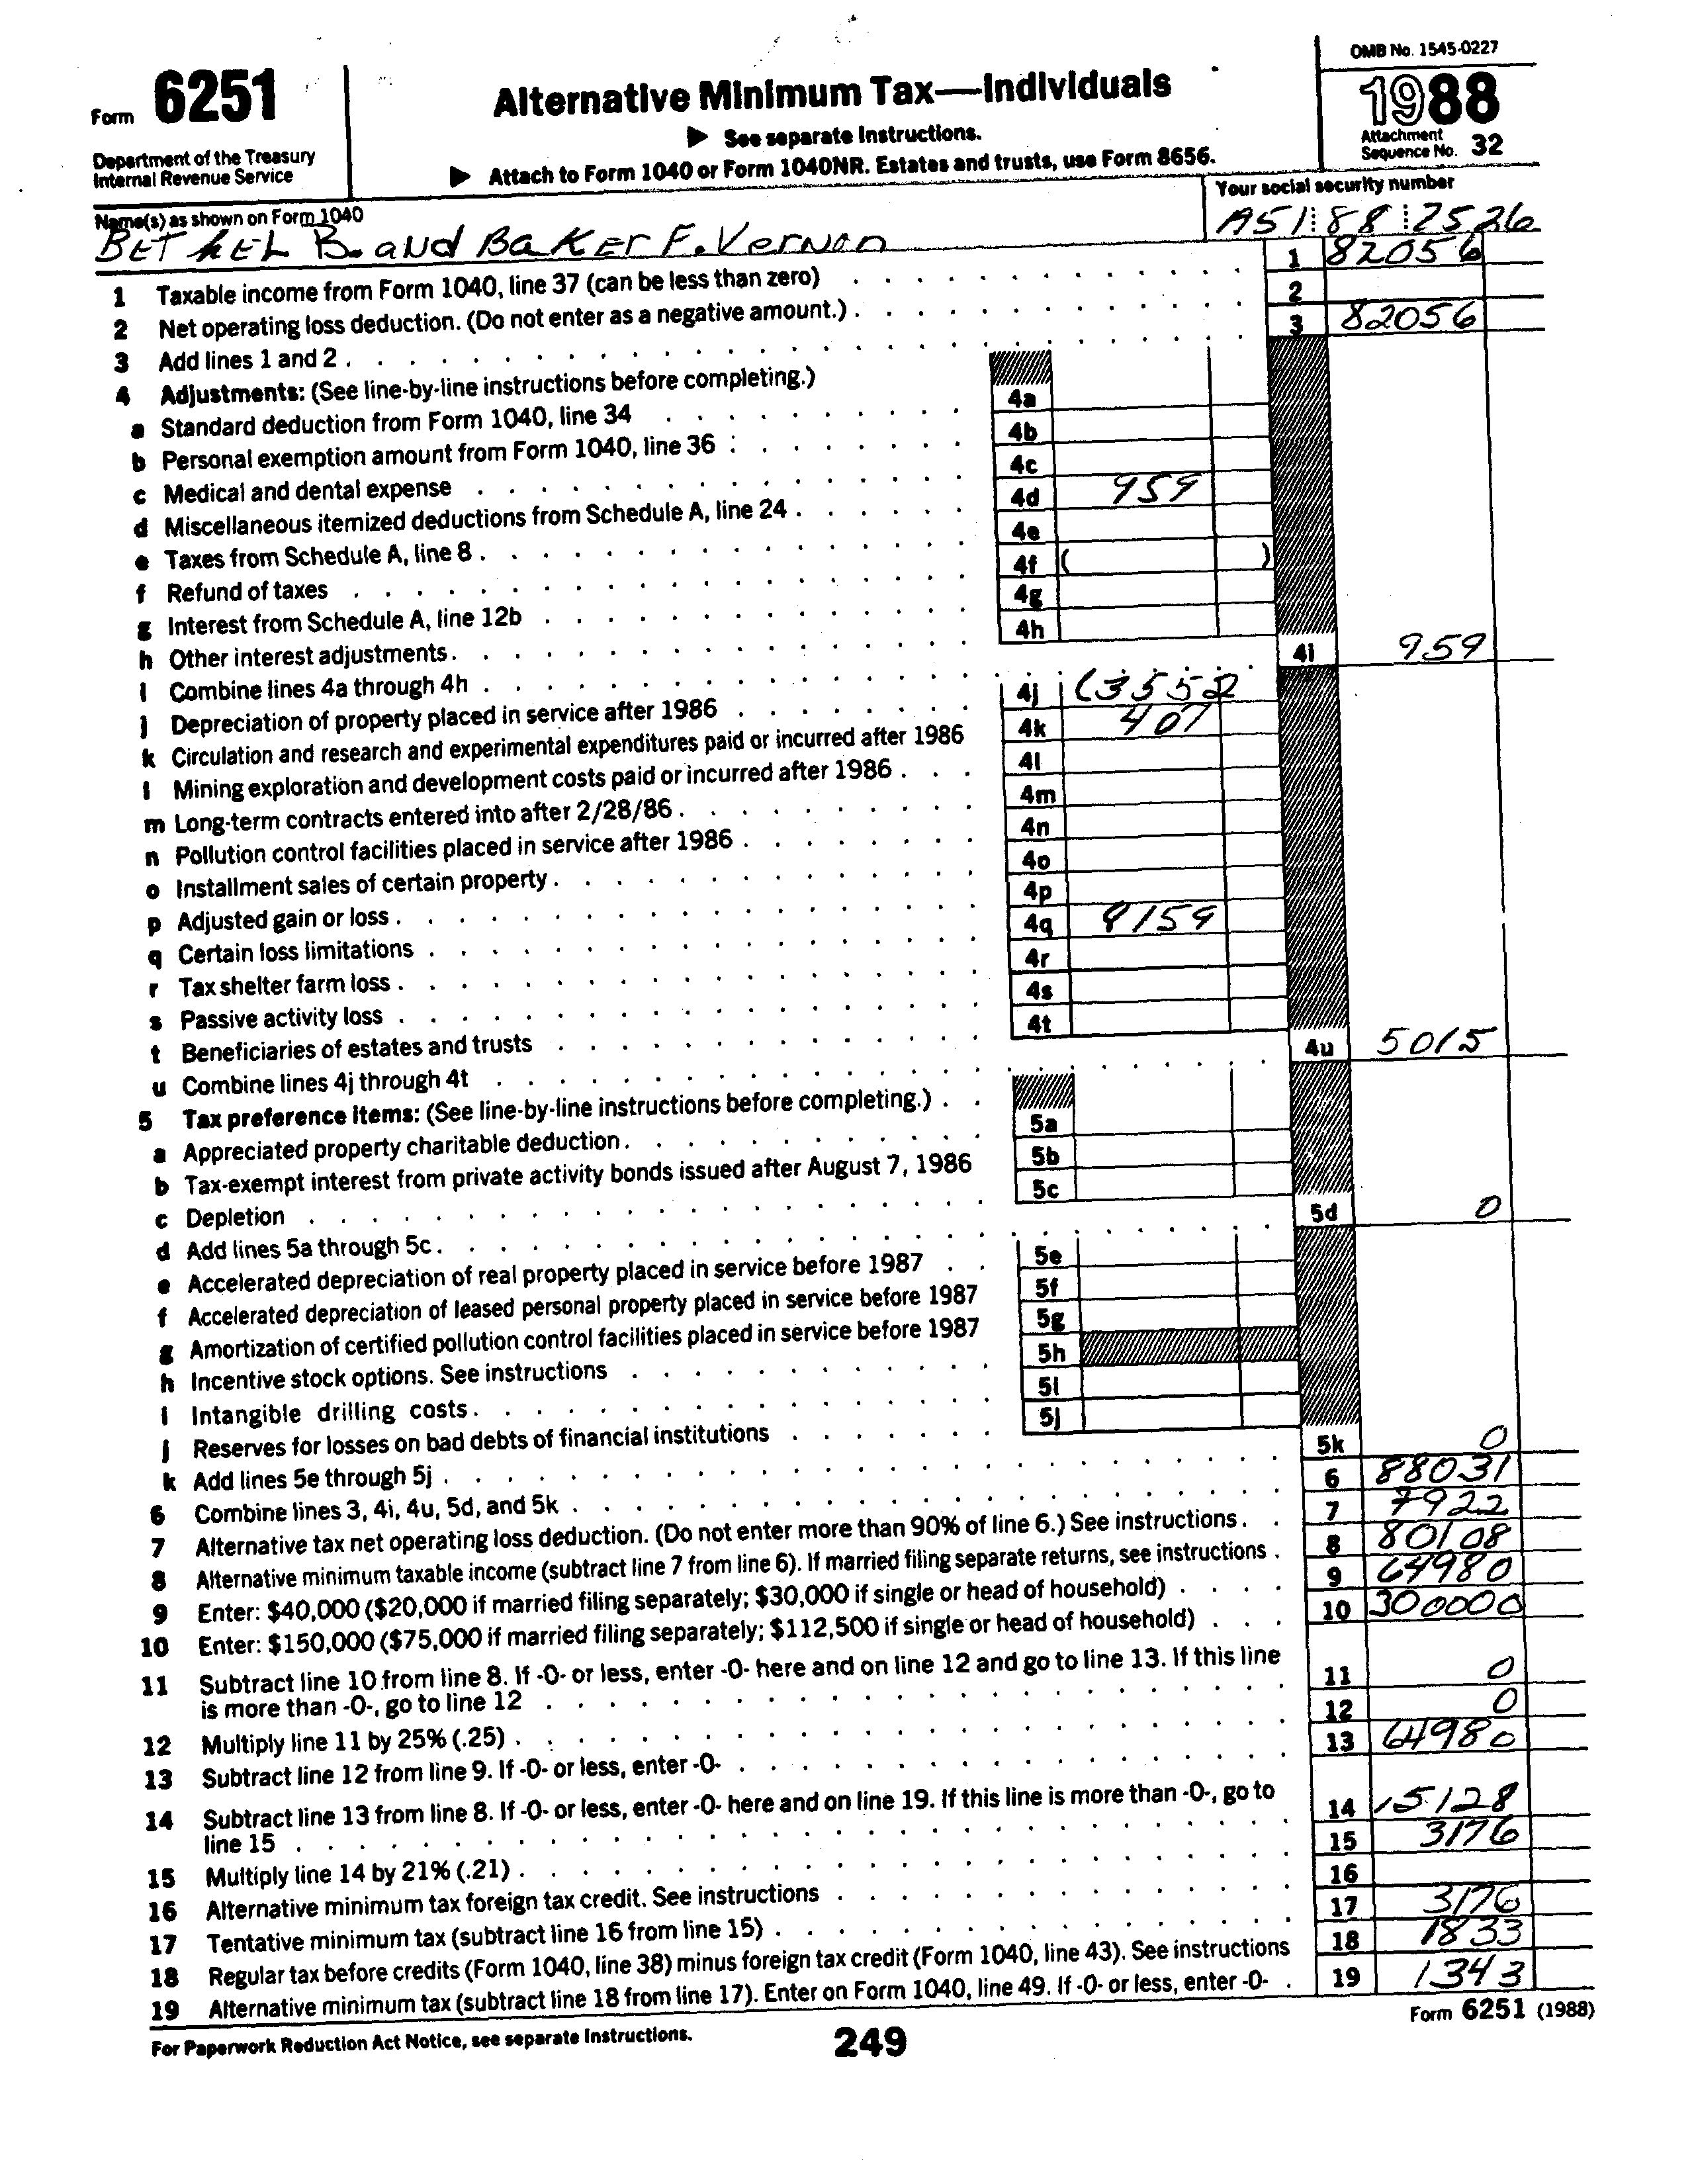 OMB No. 1545-0227
Form 6251
Alternative Minimum Tax—Individuals
1988
▶ See separate Instructions.
Department of the Treasury
Internal Revenue Service
▶ Attach to Form 1040 or Form 1040NR. Estates and trusts, use Form 8656.
Attachment
Sequence No. 32
Name(s) as shown on Form 1040
Your social security number
BETHEL B. and BAKER F. Vernon
A51 88 2526
1 Taxable income from Form 1040, line 37 (can be less than zero) 1 82056
2 Net operating loss deduction. (Do not enter as a negative amount.) 2
3 Add lines 1 and 2 3 82056
4 Adjustments: (See line-by-line instructions before completing.)
a Standard deduction from Form 1040, line 34 4a
b Personal exemption amount from Form 1040, line 36 4b
c Medical and dental expense 4c
d Miscellaneous itemized deductions from Schedule A, line 24 4d 959
e Taxes from Schedule A, line 8 4e
f Refund of taxes 4f ( )
g Interest from Schedule A, line 12b 4g
h Other interest adjustments 4h
i Combine lines 4a through 4h 4i 959
j Depreciation of property placed in service after 1986 4j (3552
k Circulation and research and experimental expenditures paid or incurred after 1986 4k 407
l Mining exploration and development costs paid or incurred after 1986 4l
m Long-term contracts entered into after 2/28/86 4m
n Pollution control facilities placed in service after 1986 4n
o Installment sales of certain property 4o
p Adjusted gain or loss 4p
q Certain loss limitations 4q 8159
r Tax shelter farm loss 4r
s Passive activity loss 4s
t Beneficiaries of estates and trusts 4t
u Combine lines 4j through 4t 4u 5015
5 Tax preference items: (See line-by-line instructions before completing.)
a Appreciated property charitable deduction 5a
b Tax-exempt interest from private activity bonds issued after August 7, 1986 5b
c Depletion 5c
d Add lines 5a through 5c 5d 0
e Accelerated depreciation of real property placed in service before 1987 5e
f Accelerated depreciation of leased personal property placed in service before 1987 5f
g Amortization of certified pollution control facilities placed in service before 1987 5g
h Incentive stock options. See instructions 5h
i Intangible drilling costs 5i
j Reserves for losses on bad debts of financial institutions 5j
k Add lines 5e through 5j 5k 0
6 Combine lines 3, 4i, 4u, 5d, and 5k 6 88031
7 Alternative tax net operating loss deduction. (Do not enter more than 90% of line 6.) See instructions. 7 7922
8 Alternative minimum taxable income (subtract line 7 from line 6). If married filing separate returns, see instructions 8 80108
9 Enter: $40,000 ($20,000 if married filing separately; $30,000 if single or head of household) 9 64980
10 Enter: $150,000 ($75,000 if married filing separately; $112,500 if single or head of household) 10 300000
11 Subtract line 10 from line 8. If -0- or less, enter -0- here and on line 12 and go to line 13. If this line
is more than -0-, go to line 12 11 0
12 Multiply line 11 by 25% (.25) 12 0
13 Subtract line 12 from line 9. If -0- or less, enter -0- 13 64980
14 Subtract line 13 from line 8. If -0- or less, enter -0- here and on line 19. If this line is more than -0-, go to
line 15 14 15128
15 Multiply line 14 by 21% (.21) 15 3176
16 Alternative minimum tax foreign tax credit. See instructions 16
17 Tentative minimum tax (subtract line 16 from line 15) 17 3176
18 Regular tax before credits (Form 1040, line 38) minus foreign tax credit (Form 1040, line 43). See instructions 18 1833
19 Alternative minimum tax (subtract line 18 from line 17). Enter on Form 1040, line 49. If -0- or less, enter -0- 19 1343
For Paperwork Reduction Act Notice, see separate Instructions.
249
Form 6251 (1988)